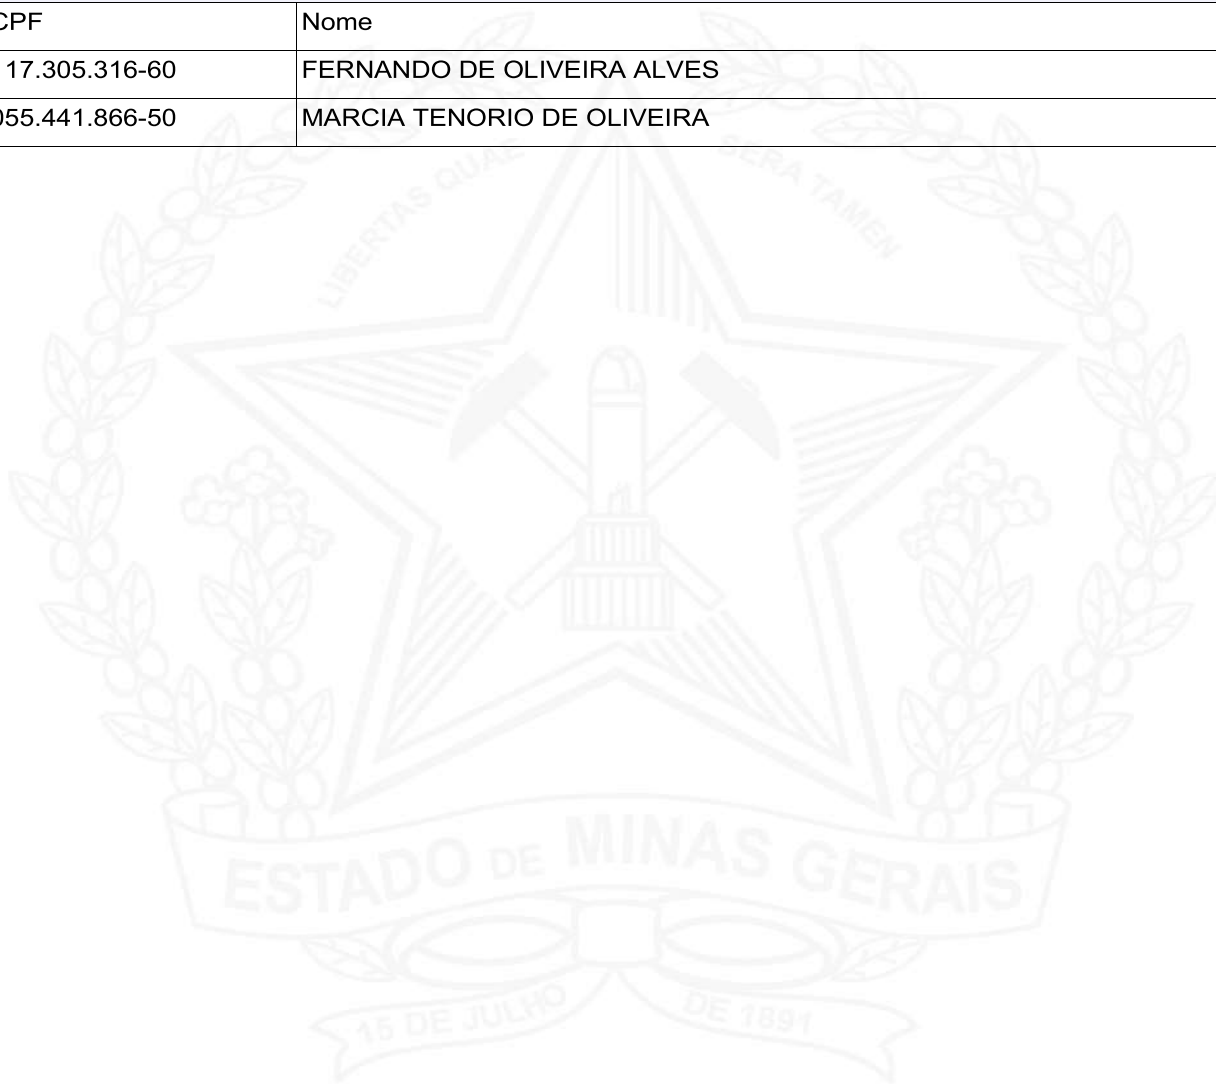 CPF Nome
17.305.316-60 FERNANDO DE OLIVEIRA ALVES
055.441.866-50 MARCIA TENORIO DE OLIVEIRA
LIBERTAS QUAE SERA TAMEN
ESTADO DE MINAS GERAIS
15 DE JULHO DE 1891